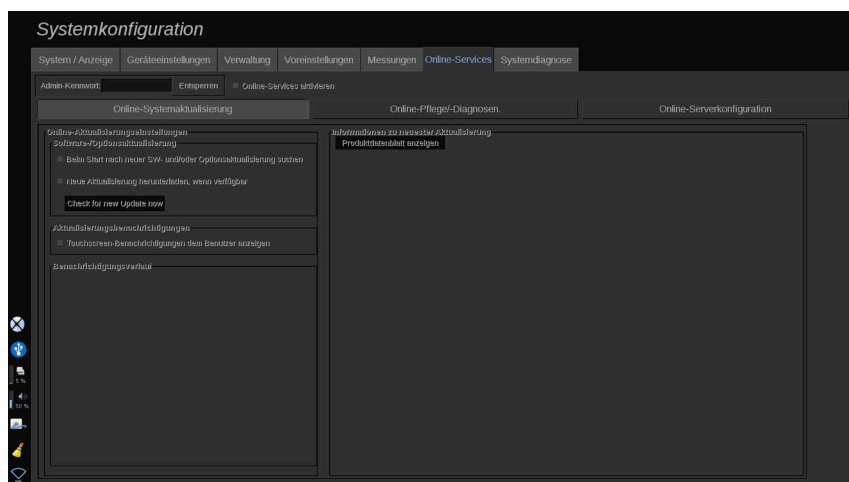 Systemkonfiguration
System / Anzeige Geräteeinstellungen Verwaltung Voreinstellungen Messungen Online-Services Systemdiagnose
Admin-Kennwort: Entsperren Online-Services aktivieren
Online-Systemaktualisierung Online-Pflege/-Diagnosen. Online-Serverkonfiguration
Online-Aktualisierungseinstellungen Informationen zu neuester Aktualisierung
Software-/Optionsaktualisierung Produktdatenblatt anzeigen
Beim Start nach neuer SW- und/oder Optionsaktualisierung suchen
Neue Aktualisierung herunterladen, wenn verfügbar
Check for new Update now
Aktualisierungsbenachrichtigungen
Touchscreen-Benachrichtigungen dem Benutzer anzeigen
Benachrichtigungsverlauf
5 %
50 %